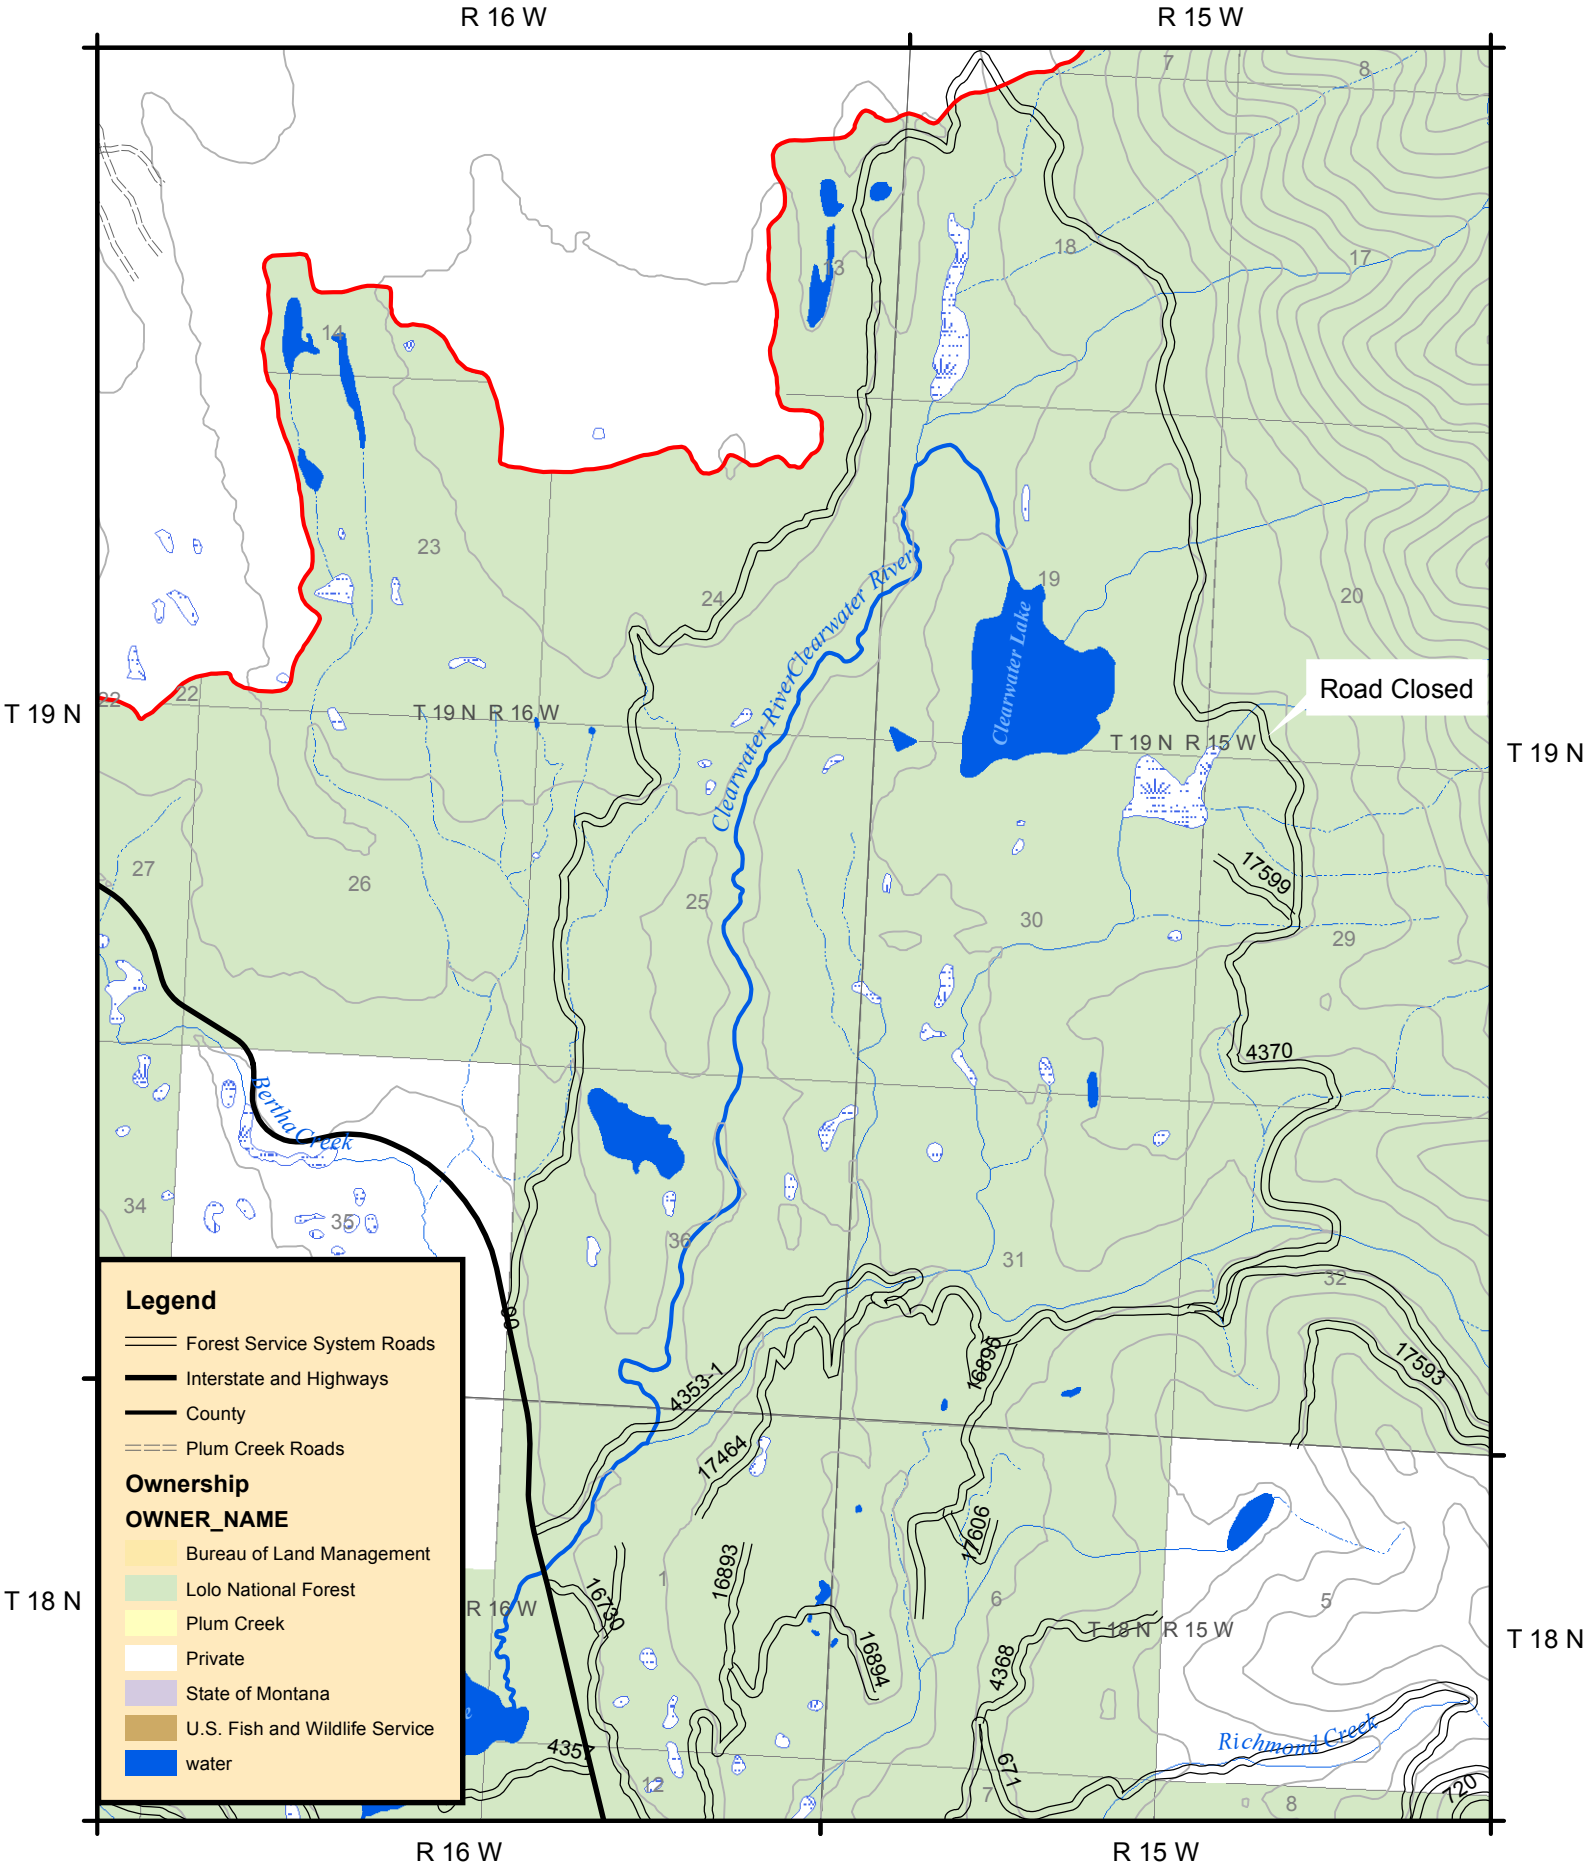 R 16 W
R 15 W
7
8
13
18
17
14
23
24
19
20
Clearwater River
Clearwater River
Clearwater Lake
Road Closed
22
22
T 19 N
T 19 N R 16 W
T 19 N R 15 W
T 19 N
17599
27
26
25
30
29
4370
Bertha Creek
34
35
36
31
32
90
16895
17593
4353-1
17464
Legend
Forest Service System Roads
Interstate and Highways
County
Plum Creek Roads
Ownership
OWNER_NAME
Bureau of Land Management
Lolo National Forest
Plum Creek
Private
State of Montana
U.S. Fish and Wildlife Service
water
17606
16893
16730
1
6
5
T 18 N
R 16 W
T 18 N R 15 W
T 18 N
16894
4368
Richmond Creek
4357
671
12
7
8
720
R 16 W
R 15 W